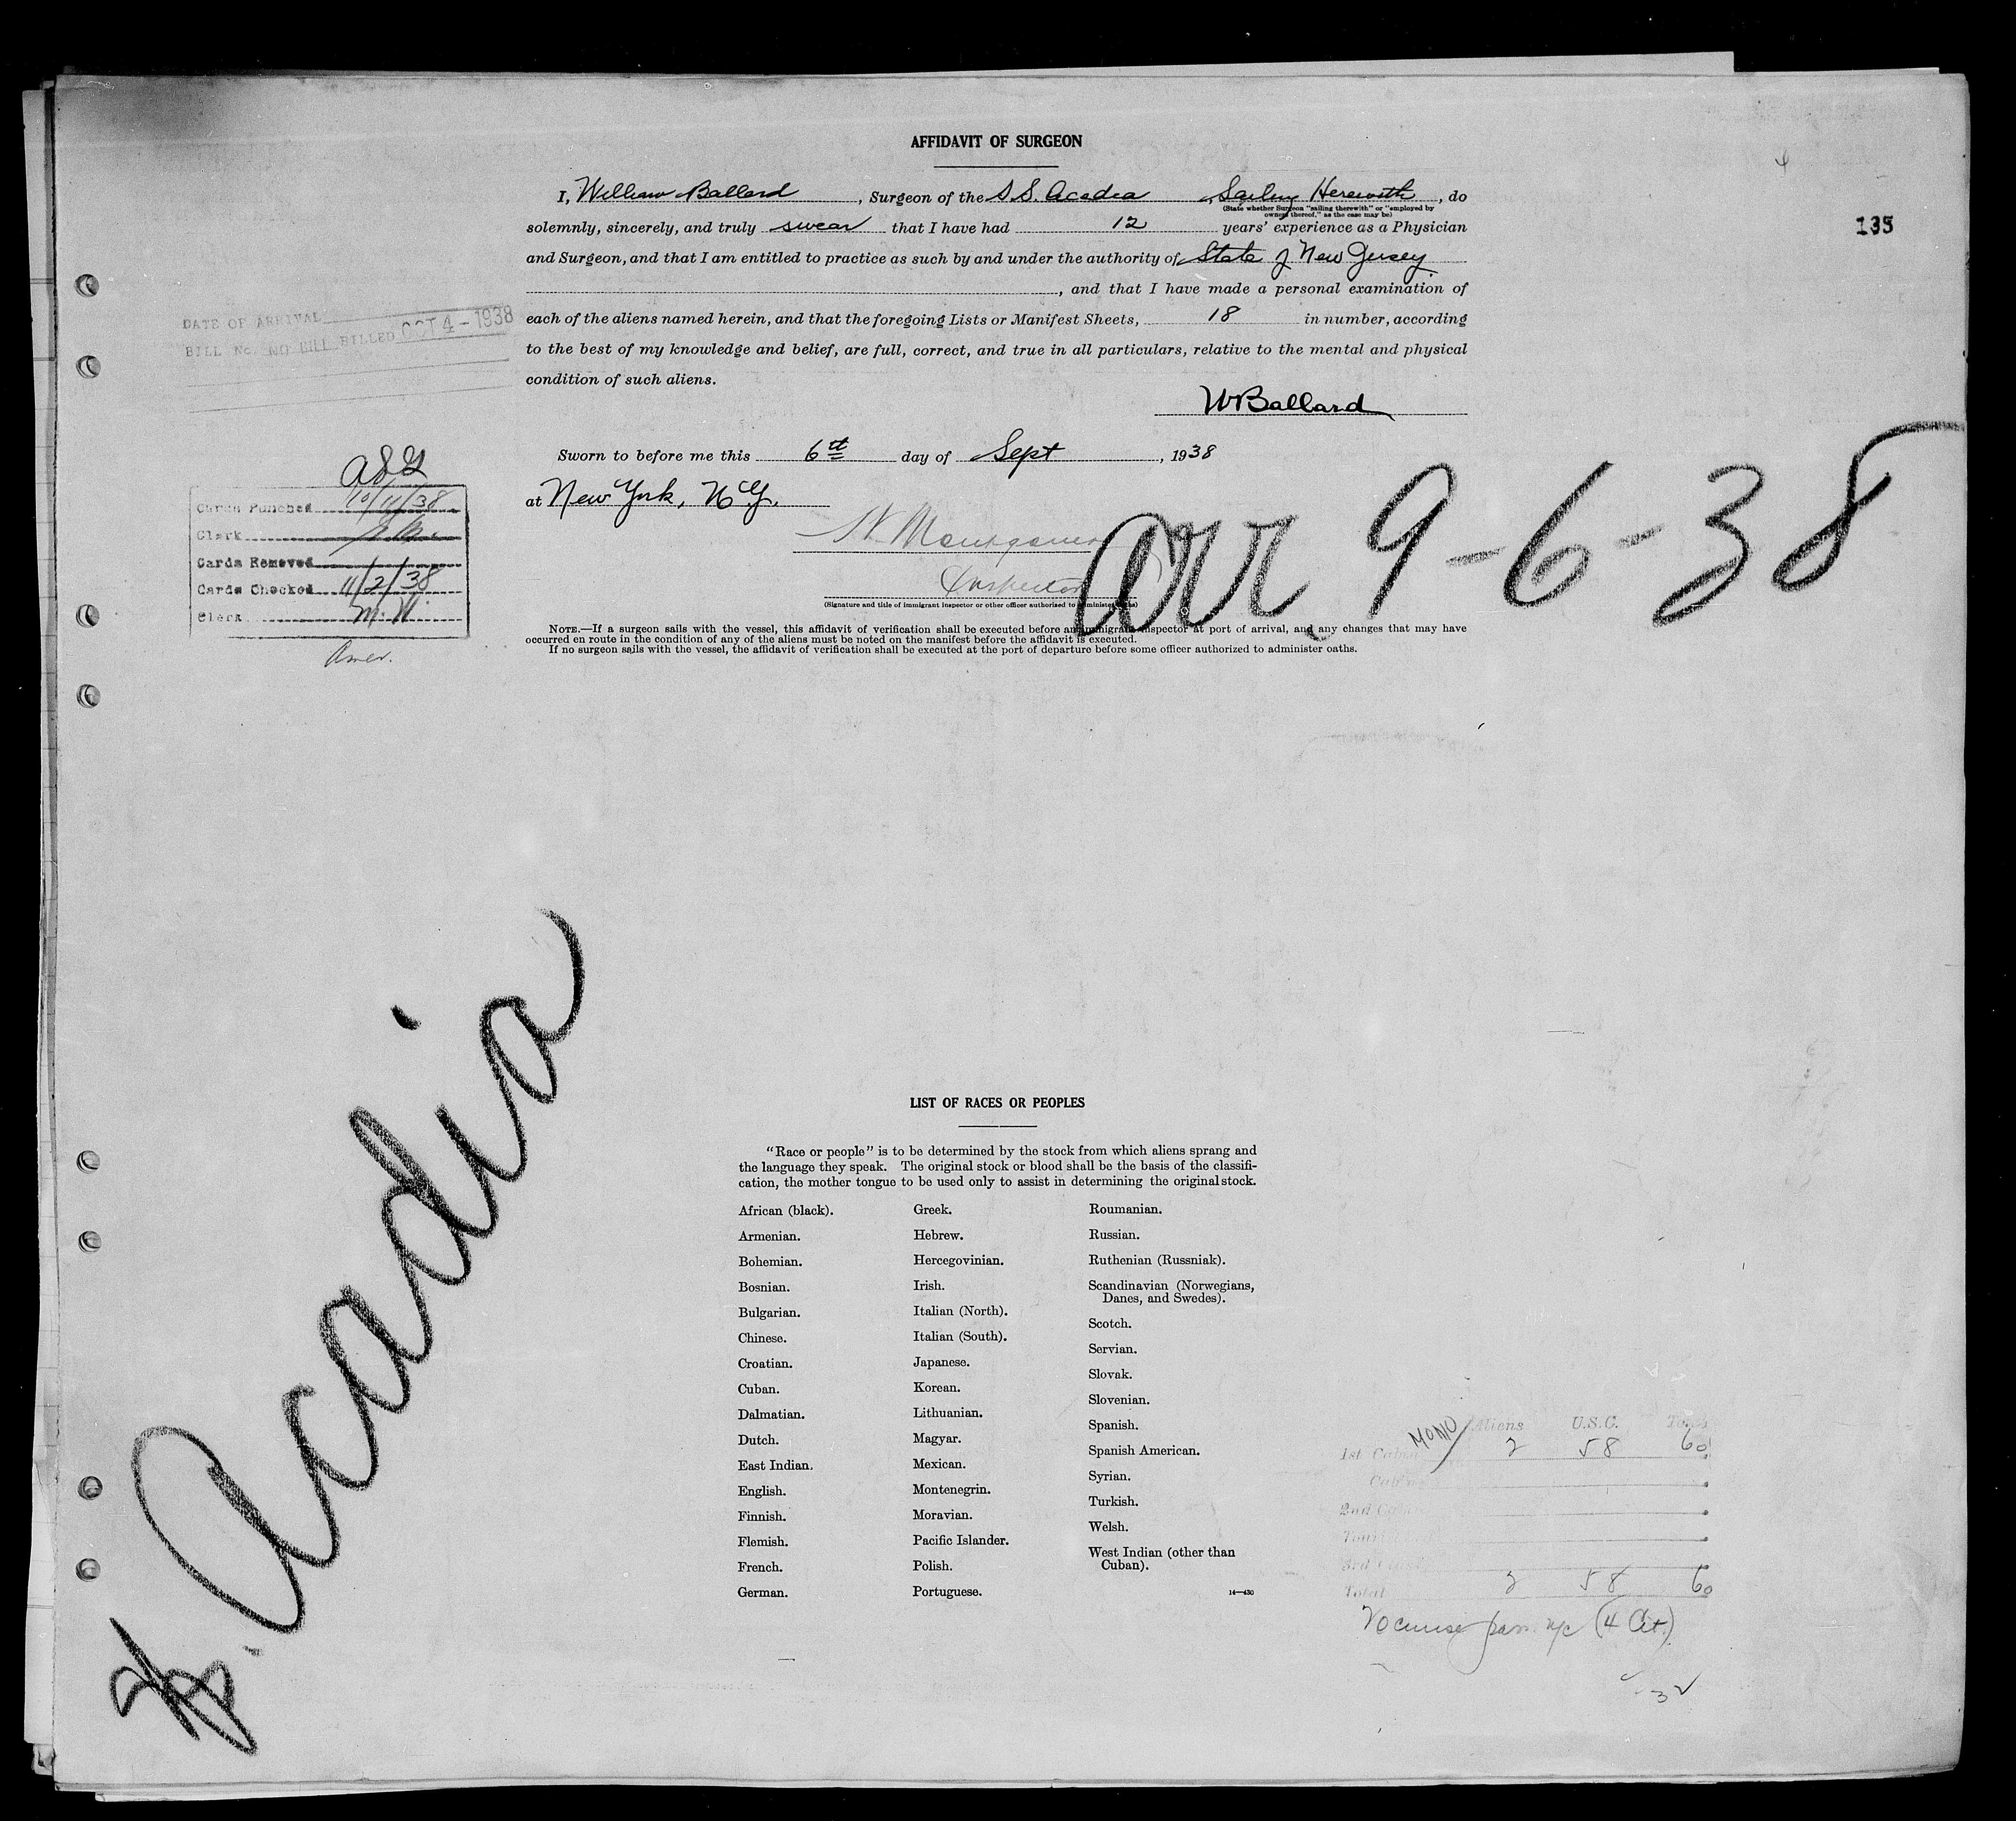 AFFIDAVIT OF SURGEON
I, William Ballard, Surgeon of the S S. Acadia, Sailing Herewith, do
(State whether Surgeon "sailing therewith" or "employed by
owners thereof," as the case may be)
135
solemnly, sincerely, and truly swear that I have had 12 years' experience as a Physician
and Surgeon, and that I am entitled to practice as such by and under the authority of State of New Jersey
, and that I have made a personal examination of
each of the aliens named herein, and that the foregoing Lists or Manifest Sheets, 18 in number, according
to the best of my knowledge and belief, are full, correct, and true in all particulars, relative to the mental and physical
condition of such aliens.
W Ballard
DATE OF ARRIVAL
BILL No. NO BILL BILLED OCT 4 - 1938
Sworn to before me this 6th day of Sept, 1938
at New York, N Y.
W. Montgomery
Inspector
(Signature and title of immigrant inspector or other officer authorized to administer oaths)
Arr. 9-6-38
Cards Punched 10/11/38
Clerk
Cards Removed
Cards Checked 11/2/38
Clerk M. H.
Amer.
NOTE.—If a surgeon sails with the vessel, this affidavit of verification shall be executed before an immigrant inspector at port of arrival, and any changes that may have
occurred en route in the condition of any of the aliens must be noted on the manifest before the affidavit is executed.
If no surgeon sails with the vessel, the affidavit of verification shall be executed at the port of departure before some officer authorized to administer oaths.
Acadia
LIST OF RACES OR PEOPLES
"Race or people" is to be determined by the stock from which aliens sprang and
the language they speak. The original stock or blood shall be the basis of the classifi-
cation, the mother tongue to be used only to assist in determining the original stock.
African (black).
Armenian.
Bohemian.
Bosnian.
Bulgarian.
Chinese.
Croatian.
Cuban.
Dalmatian.
Dutch.
East Indian.
English.
Finnish.
Flemish.
French.
German.
Greek.
Hebrew.
Hercegovinian.
Irish.
Italian (North).
Italian (South).
Japanese.
Korean.
Lithuanian.
Magyar.
Mexican.
Montenegrin.
Moravian.
Pacific Islander.
Polish.
Portuguese.
Roumanian.
Russian.
Ruthenian (Russniak).
Scandinavian (Norwegians,
Danes, and Swedes).
Scotch.
Servian.
Slovak.
Slovenian.
Spanish.
Spanish American.
Syrian.
Turkish.
Welsh.
West Indian (other than
Cuban).
14—430
Aliens U.S.C. Total
1st Cabin 2 58 60
Cabin
2nd Cabin
Tour
3rd Class
Total 2 58 60